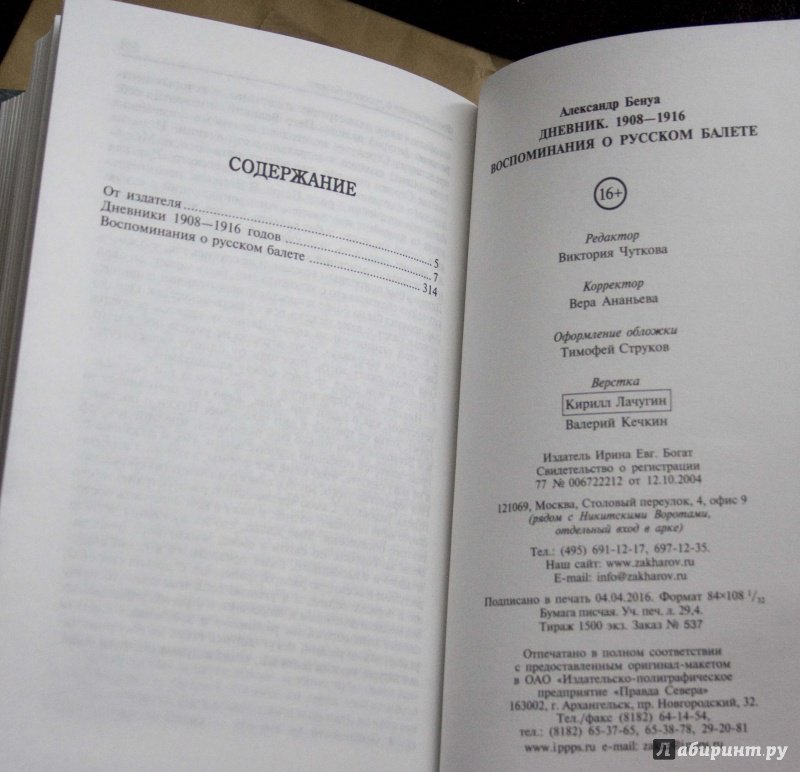 СОДЕРЖАНИЕ
От издателя ........ 5
Дневники 1908—1916 годов ........ 7
Воспоминания о русском балете ........ 314
Александр Бенуа
ДНЕВНИК. 1908—1916
ВОСПОМИНАНИЯ О РУССКОМ БАЛЕТЕ
16+
Редактор
Виктория Чуткова
Корректор
Вера Ананьева
Оформление обложки
Тимофей Струков
Верстка
Кирилл Лачугин
Валерий Кечкин
Издатель Ирина Евг. Богат
Свидетельство о регистрации
77 № 006722212 от 12.10.2004
121069, Москва, Столовый переулок, 4, офис 9
(рядом с Никитскими Воротами,
отдельный вход в арке)
Тел.: (495) 691-12-17, 697-12-35.
Наш сайт: www.zakharov.ru
E-mail: info@zakharov.ru
Подписано в печать 04.04.2016. Формат 84×108 1/32
Бумага писчая. Уч. печ. л. 29,4.
Тираж 1500 экз. Заказ № 537
Отпечатано в полном соответствии
с предоставленным оригинал-макетом
в ОАО «Издательско-полиграфическое
предприятие «Правда Севера»
163002, г. Архангельск, пр. Новгородский, 32.
Тел./факс (8182) 64-14-54,
тел.: (8182) 65-37-65, 65-38-78, 29-20-81
www.ippps.ru e-mail:
Лабиринт.ру